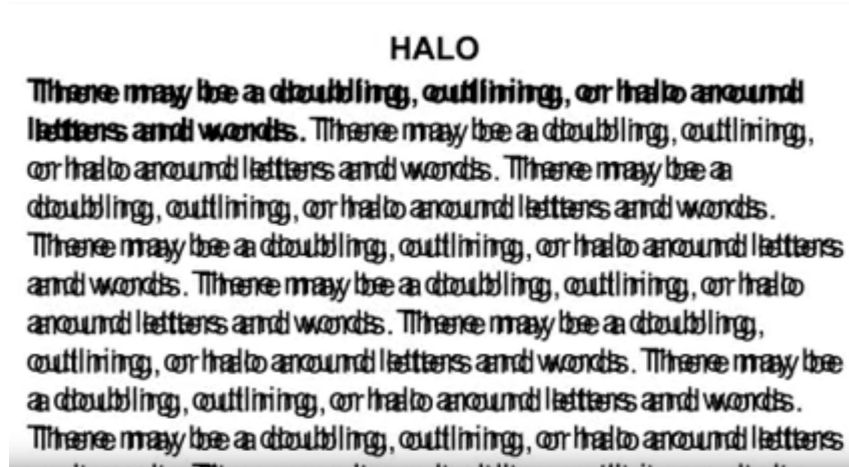 HALO
There may be a doubling, outlining, or halo around
letters and words. There may be a doubling, outlining,
or halo around letters and words. There may be a
doubling, outlining, or halo around letters and words.
There may be a doubling, outlining, or halo around letters
and words. There may be a doubling, outlining, or halo
around letters and words. There may be a doubling,
outlining, or halo around letters and words. There may be
a doubling, outlining, or halo around letters and words.
There may be a doubling, outlining, or halo around letters